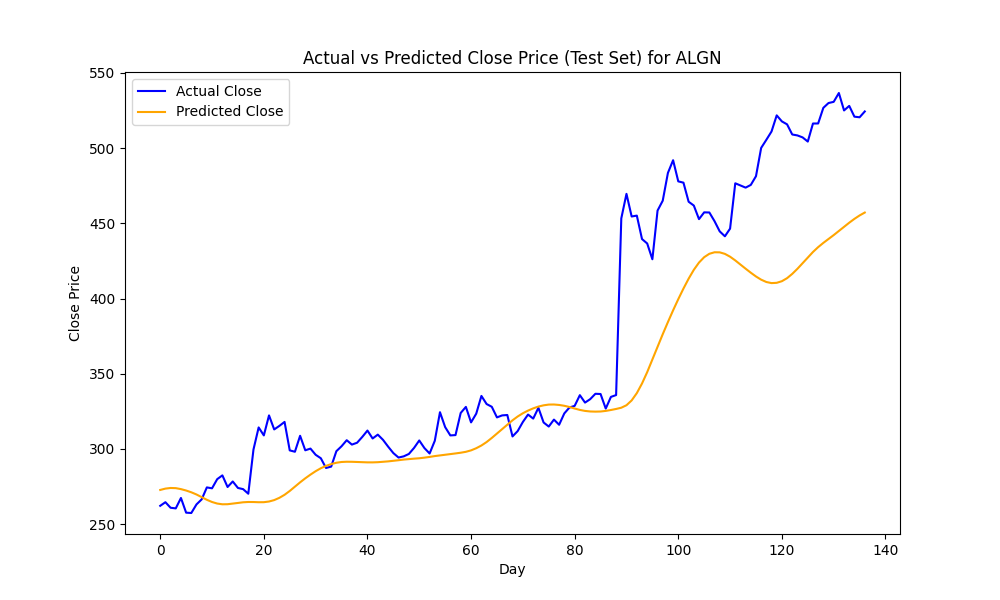 Actual vs Predicted Close Price (Test Set) for ALGN
Actual Close
Predicted Close
Close Price
550
500
450
400
350
300
250
0 20 40 60 80 100 120 140
Day